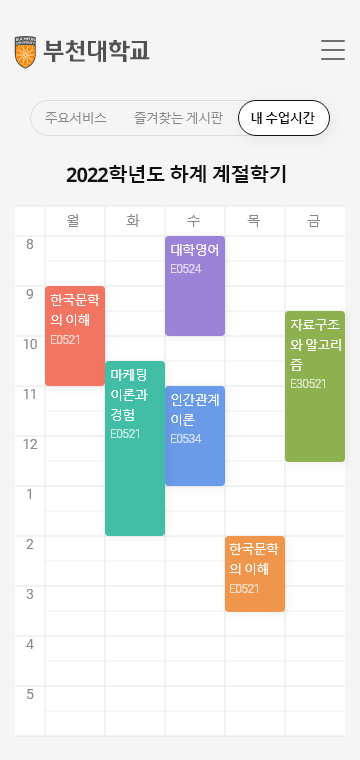 부천대학교
주요서비스 즐겨찾는 게시판 내 수업시간
2022학년도 하계 계절학기
월 화 수 목 금
8
대학영어
E0524
9
한국문학
의 이해
E0521
자료구조
와 알고리
즘
E30521
10
마케팅
이론과
경험
E0521
11
인간관계
이론
E0534
12
1
2
한국문학
의 이해
E0521
3
4
5